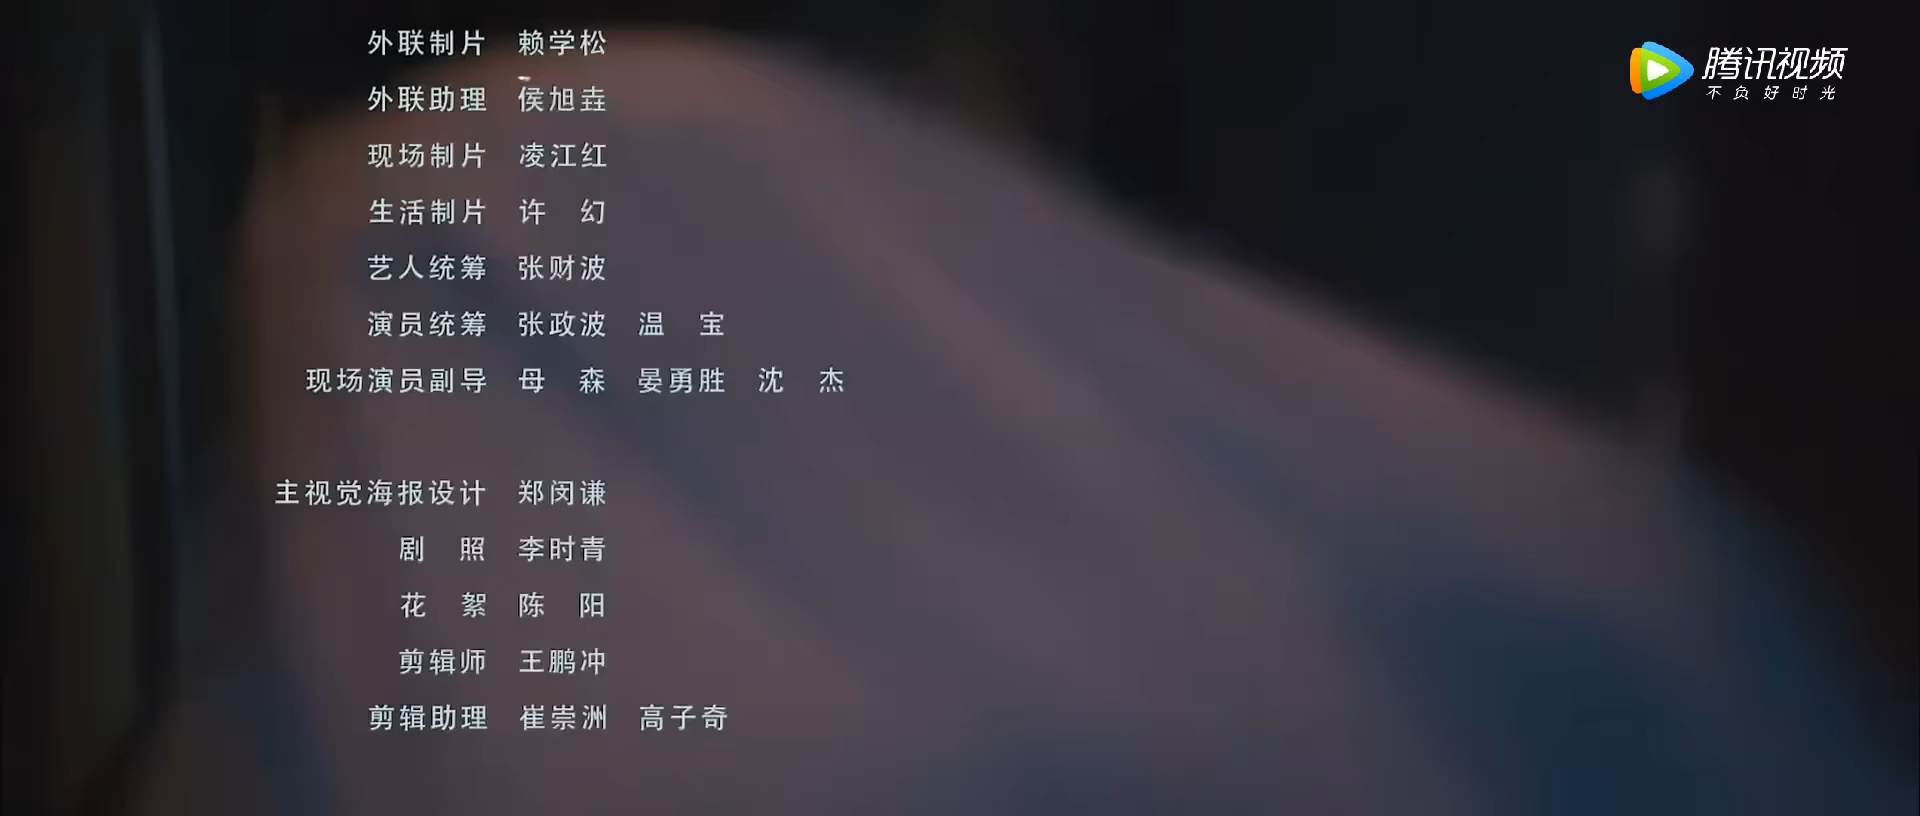 外联制片 赖学松
外联助理 侯旭垚
现场制片 凌江红
生活制片 许 幻
艺人统筹 张财波
演员统筹 张政波 温 宝
现场演员副导 母 森 晏勇胜 沈 杰
主视觉海报设计 郑闵谦
剧 照 李时青
花 絮 陈 阳
剪辑师 王鹏冲
剪辑助理 崔崇洲 高子奇
腾讯视频
不负好时光